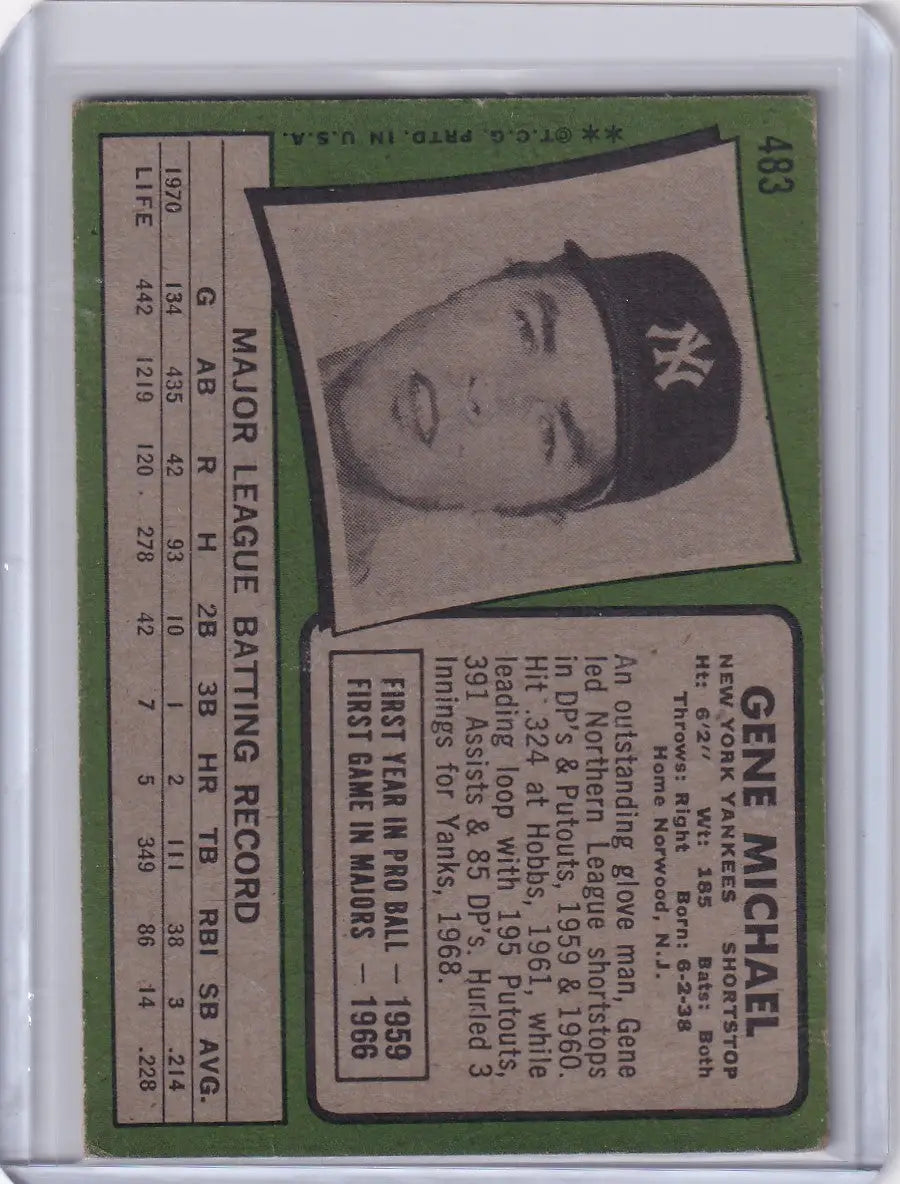 483
**©T.C.G. PRTD. IN U.S.A.
NY
GENE MICHAEL
NEW YORK YANKEES SHORTSTOP
Ht: 6'2'' Wt: 185 Bats: Both
Throws: Right Born: 6-2-38
Home Norwood, N.J.
An outstanding glove man, Gene
led Northern League shortstops
in DP's & Putouts, 1959 & 1960.
Hit .324 at Hobbs, 1961, while
leading loop with 195 Putouts,
391 Assists & 85 DP's. Hurled 3
Innings for Yanks, 1968.
FIRST YEAR IN PRO BALL — 1959
FIRST GAME IN MAJORS — 1966
MAJOR LEAGUE BATTING RECORD
G AB R H 2B 3B HR TB RBI SB AVG.
1970 134 435 42 93 10 1 2 111 38 3 .214
LIFE 442 1219 120 278 42 7 5 349 86 14 .228